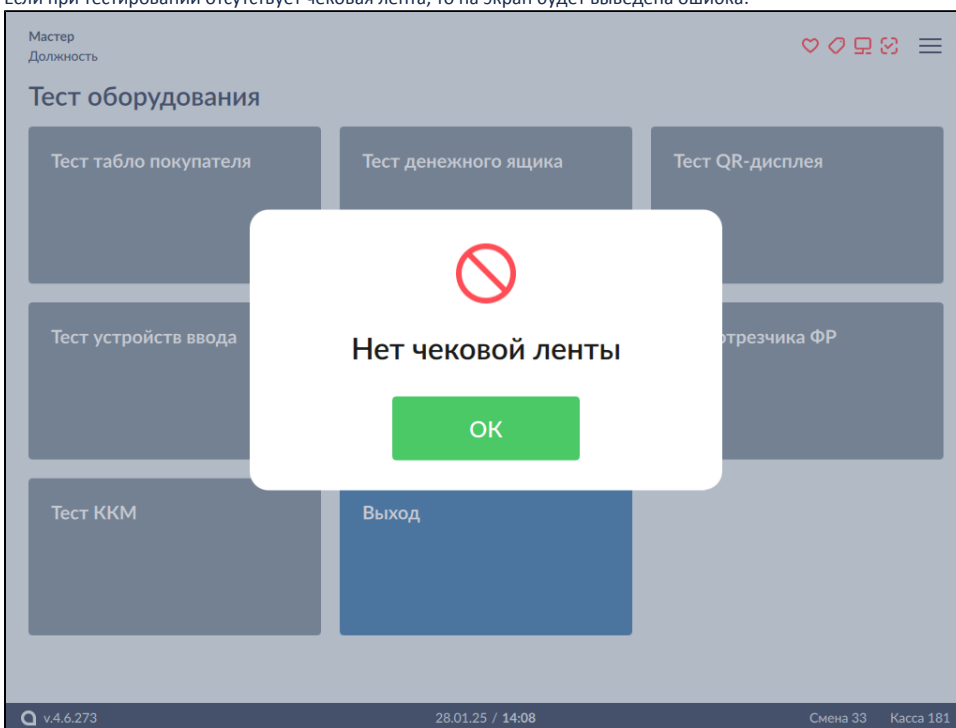 Если при тестировании отсутствует чековая лента, то на экран будет выведена ошибка:
Мастер
Должность
Тест оборудования
Тест табло покупателя
Тест денежного ящика
Тест QR-дисплея
Тест устройств ввода
Нет чековой ленты
ФР
OK
Тест ККМ
Выход
v.4.6.273
28.01.25 / 14:08
Смена 33
Касса 181